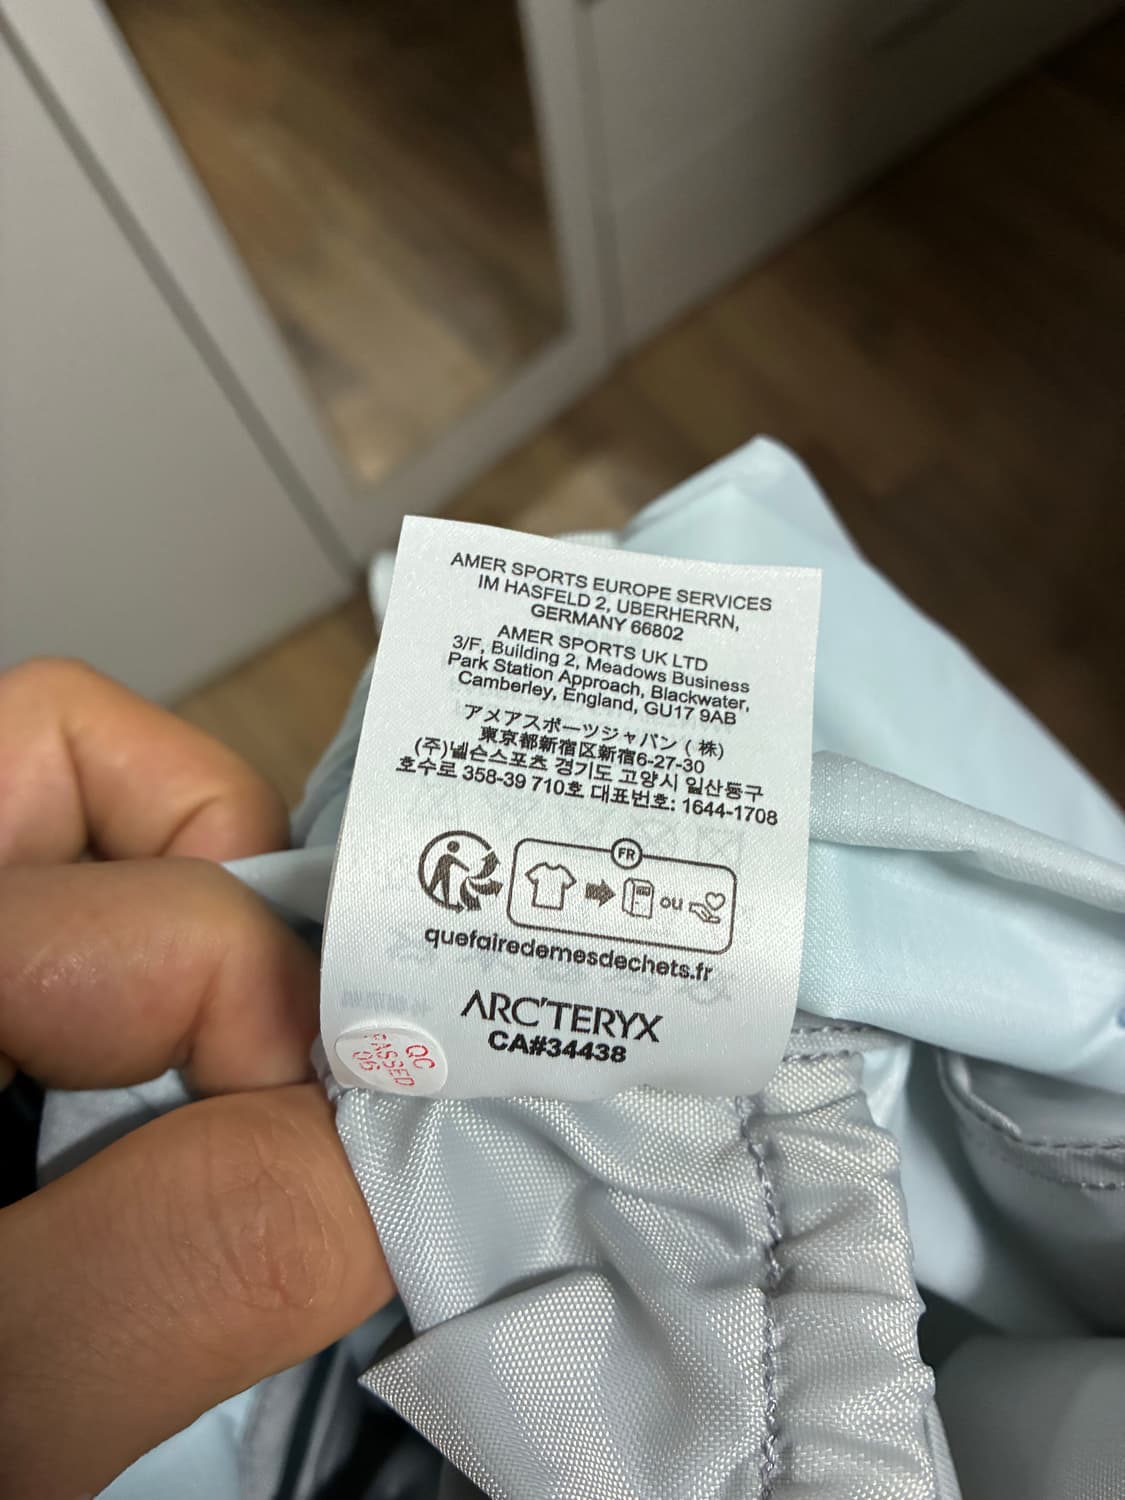 AMER SPORTS EUROPE SERVICES
IM HASFELD 2, UBERHERRN,
GERMANY 66802
AMER SPORTS UK LTD
3/F, Building 2, Meadows Business
Park Station Approach, Blackwater,
Camberley, England, GU17 9AB
アメアスポーツジャパン ( 株)
東京都新宿区新宿6-27-30
(주)넬슨스포츠 경기도 고양시 일산동구
호수로 358-39 710호 대표번호: 1644-1708
FR
ou
quefairedemesdechets.fr
ARC'TERYX
CA#34438
QC
PASSED
06